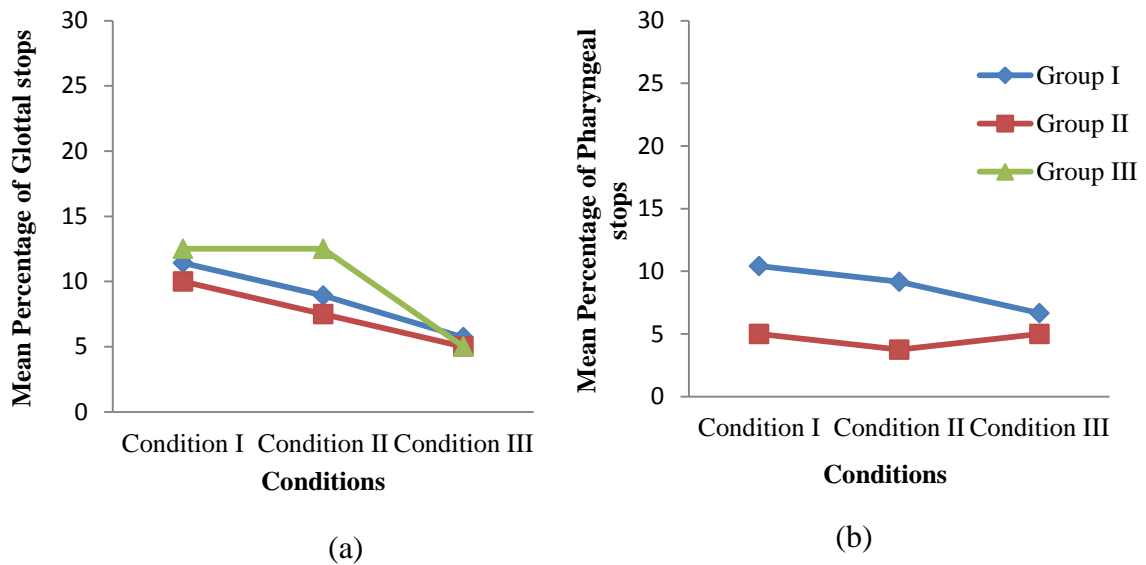 Mean Percentage of Glottal stops
30
25
20
15
10
5
0
Condition I Condition II Condition III
Conditions
(a)
Mean Percentage of Pharyngeal
stops
30
25
20
15
10
5
0
Group I
Group II
Group III
Condition I Condition II Condition III
Conditions
(b)